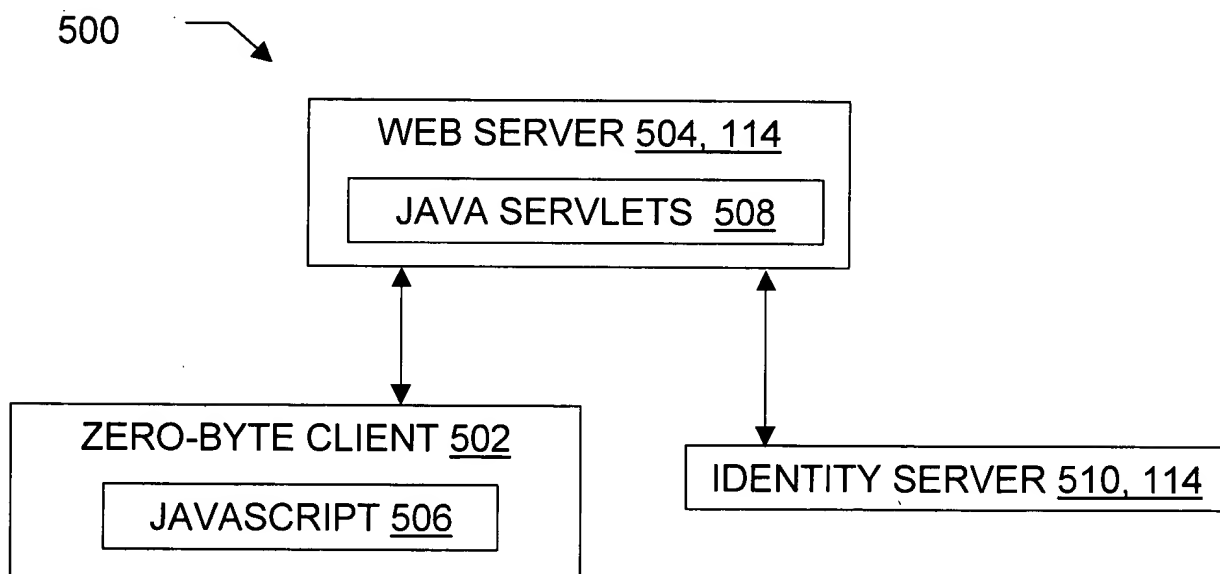 500
WEB SERVER 504, 114
JAVA SERVLETS 508
ZERO-BYTE CLIENT 502
JAVASCRIPT 506
IDENTITY SERVER 510, 114